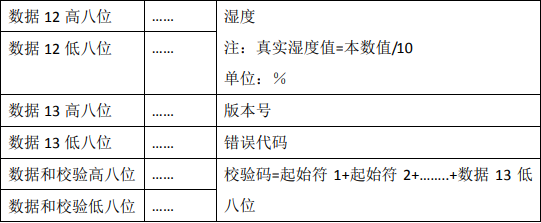 数据 12 高八位 …… 湿度
注：真实湿度值=本数值/10
数据 12 低八位 ……
单位：％
数据 13 高八位 …… 版本号
数据 13 低八位 …… 错误代码
数据和校验高八位 …… 校验码=起始符 1+起始符 2+……..+数据 13 低
数据和校验低八位 …… 八位